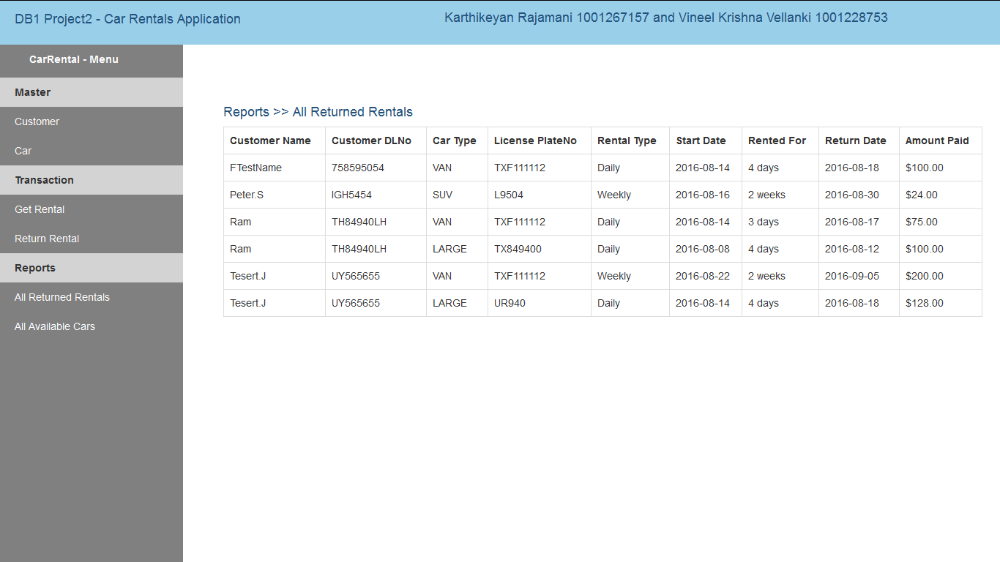 DB1 Project2 - Car Rentals Application
Karthikeyan Rajamani 1001267157 and Vineel Krishna Vellanki 1001228753
CarRental - Menu
Master
Customer
Car
Transaction
Get Rental
Return Rental
Reports
All Returned Rentals
All Available Cars
Reports >> All Returned Rentals
Customer Name Customer DLNo Car Type License PlateNo Rental Type Start Date Rented For Return Date Amount Paid
FTestName 758595054 VAN TXF111112 Daily 2016-08-14 4 days 2016-08-18 $100.00
Peter.S IGH5454 SUV L9504 Weekly 2016-08-16 2 weeks 2016-08-30 $24.00
Ram TH84940LH VAN TXF111112 Daily 2016-08-14 3 days 2016-08-17 $75.00
Ram TH84940LH LARGE TX849400 Daily 2016-08-08 4 days 2016-08-12 $100.00
Tesert.J UY565655 VAN TXF111112 Weekly 2016-08-22 2 weeks 2016-09-05 $200.00
Tesert.J UY565655 LARGE UR940 Daily 2016-08-14 4 days 2016-08-18 $128.00